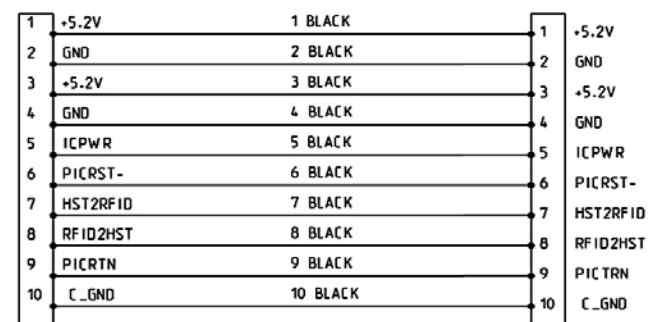 1 +5.2V 1 BLACK 1 +5.2V
2 GND 2 BLACK 2 GND
3 +5.2V 3 BLACK 3 +5.2V
4 GND 4 BLACK 4 GND
5 ICPWR 5 BLACK 5 ICPWR
6 PICRST- 6 BLACK 6 PICRST-
7 HST2RFID 7 BLACK 7 HST2RFID
8 RFID2HST 8 BLACK 8 RFID2HST
9 PICRTN 9 BLACK 9 PICTRN
10 C_GND 10 BLACK 10 C_GND